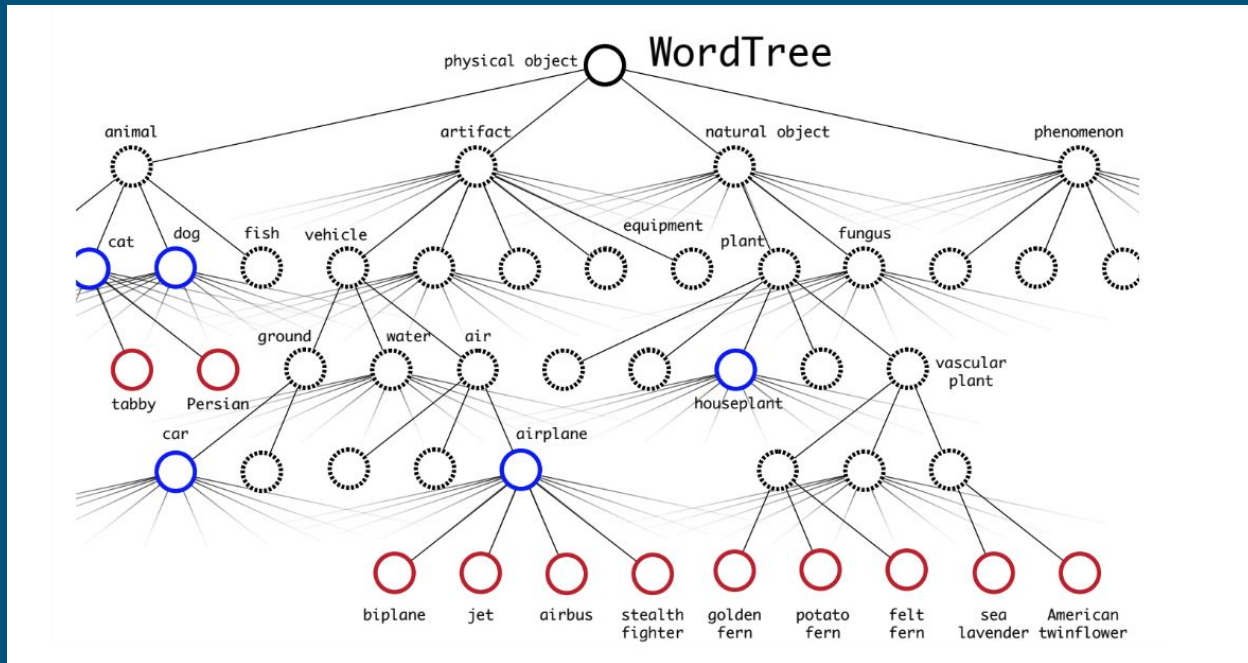 WordTree
physical object
animal
artifact
natural object
phenomenon
cat
dog
fish
vehicle
equipment
plant
fungus
ground
water
air
vascular
plant
tabby
Persian
houseplant
car
airplane
biplane
jet
airbus
stealth
fighter
golden
fern
potato
fern
felt
fern
sea
lavender
American
twinflower